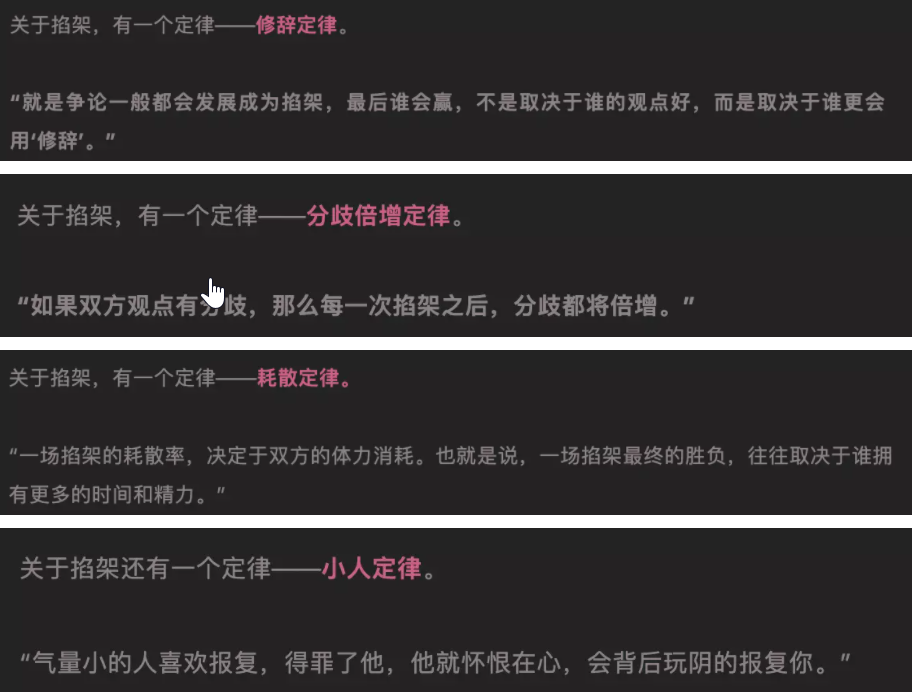 关于掐架，有一个定律——修辞定律。
“就是争论一般都会发展成为掐架，最后谁会赢，不是取决于谁的观点好，而是取决于谁更会
用‘修辞’。”
关于掐架，有一个定律——分歧倍增定律。
“如果双方观点有分歧，那么每一次掐架之后，分歧都将倍增。”
关于掐架，有一个定律——耗散定律。
“一场掐架的耗散率，决定于双方的体力消耗。也就是说，一场掐架最终的胜负，往往取决于谁拥
有更多的时间和精力。”
关于掐架还有一个定律——小人定律。
“气量小的人喜欢报复，得罪了他，他就怀恨在心，会背后玩阴的报复你。”